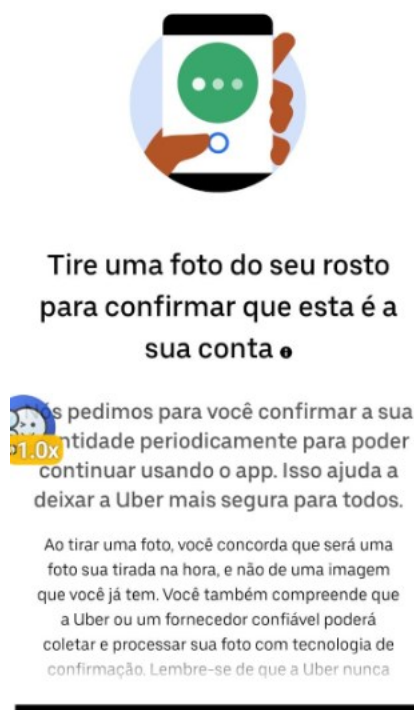 Tire uma foto do seu rosto
para confirmar que esta é a
sua conta
pedimos para você confirmar a sua
1.0x
continuar usando o app. Isso ajuda a
deixar a Uber mais segura para todos.
Ao tirar uma foto, você concorda que será uma
foto sua tirada na hora, e não de uma imagem
que você já tem. Você também compreende que
a Uber ou um fornecedor confiável poderá
coletar e processar sua foto com tecnologia de
confirmação. Lembre-se de que a Uber nunca